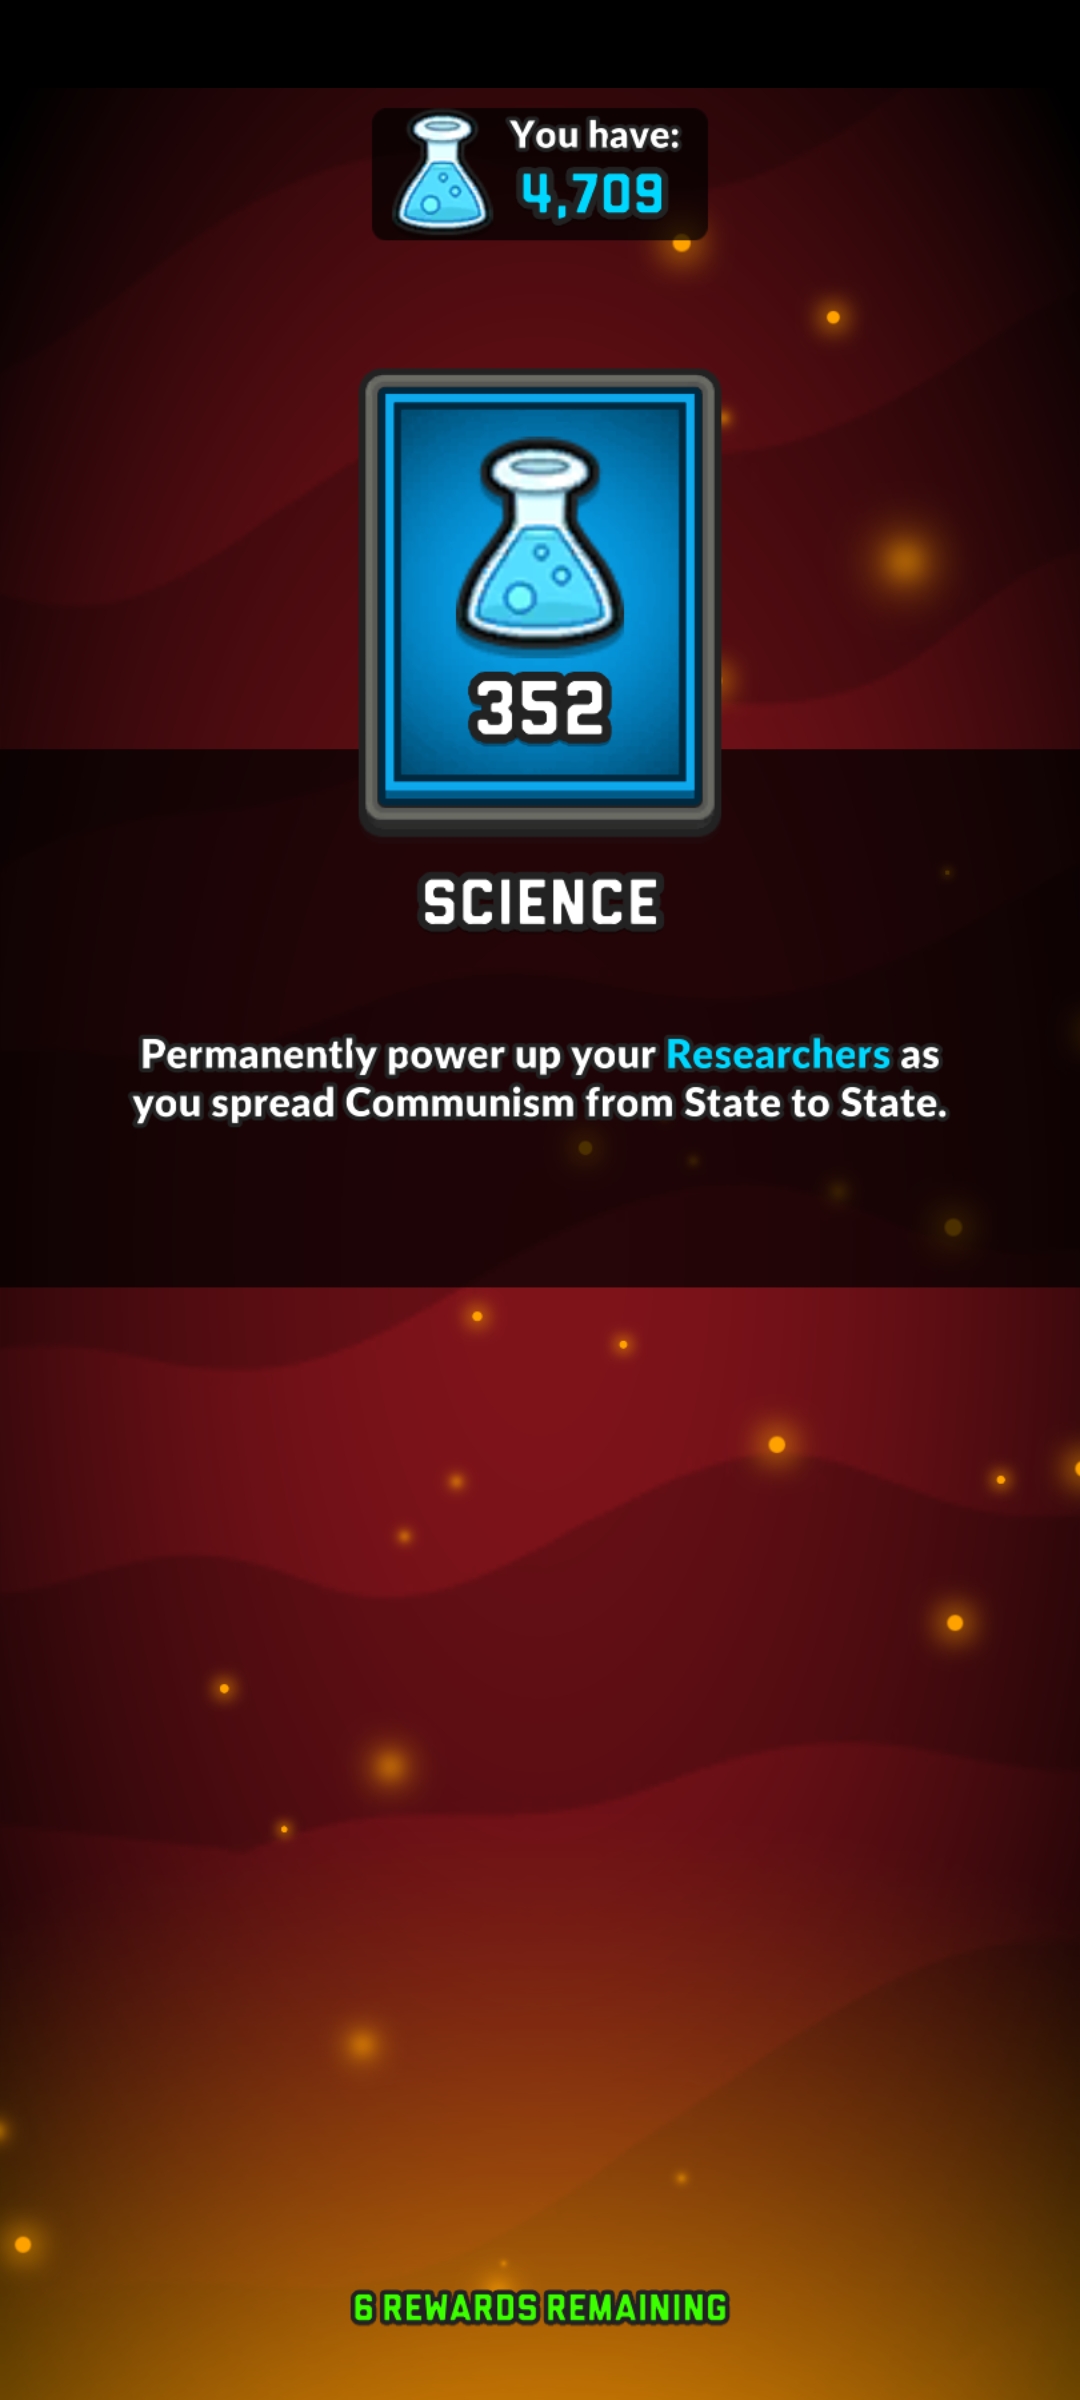 You have:
4,709
352
SCIENCE
Permanently power up your Researchers as
you spread Communism from State to State.
6 REWARDS REMAINING